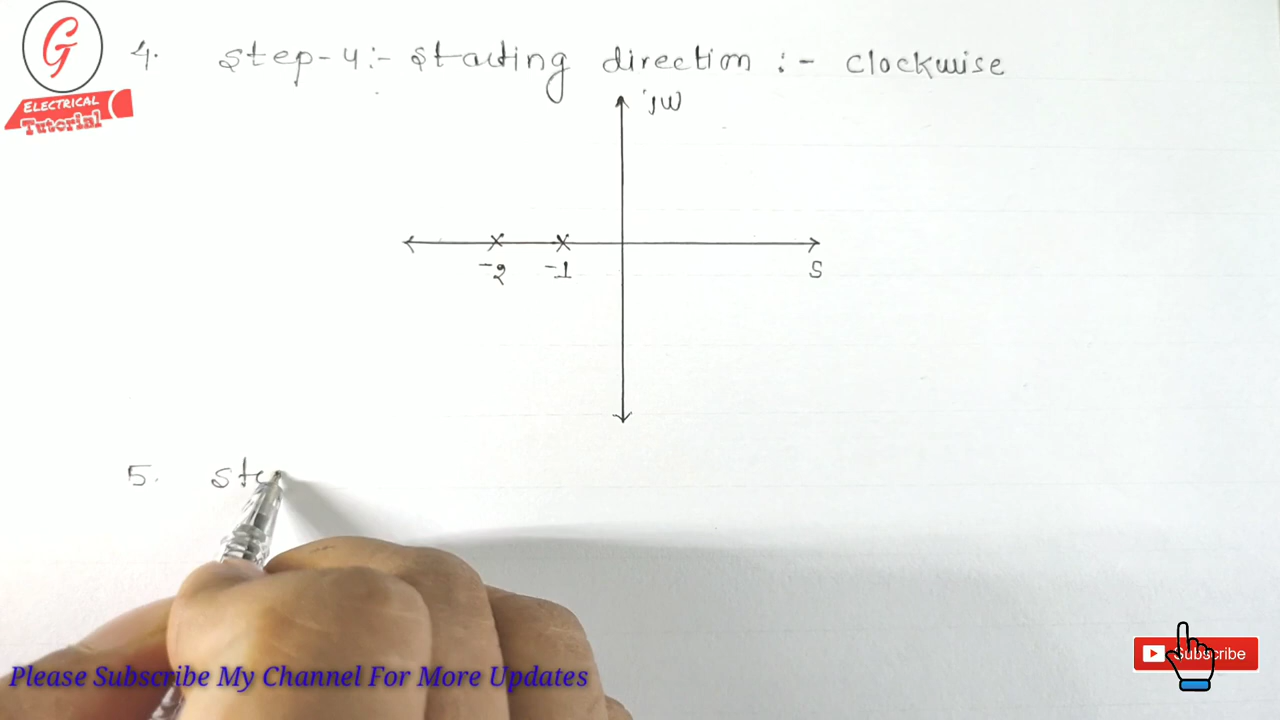 G
ELECTRICAL
Tutorial
4. Step-4:- Starting direction :- Clockwise
jw
-2 -1 S
5. ste
Please Subscribe My Channel For More Updates
Subscribe